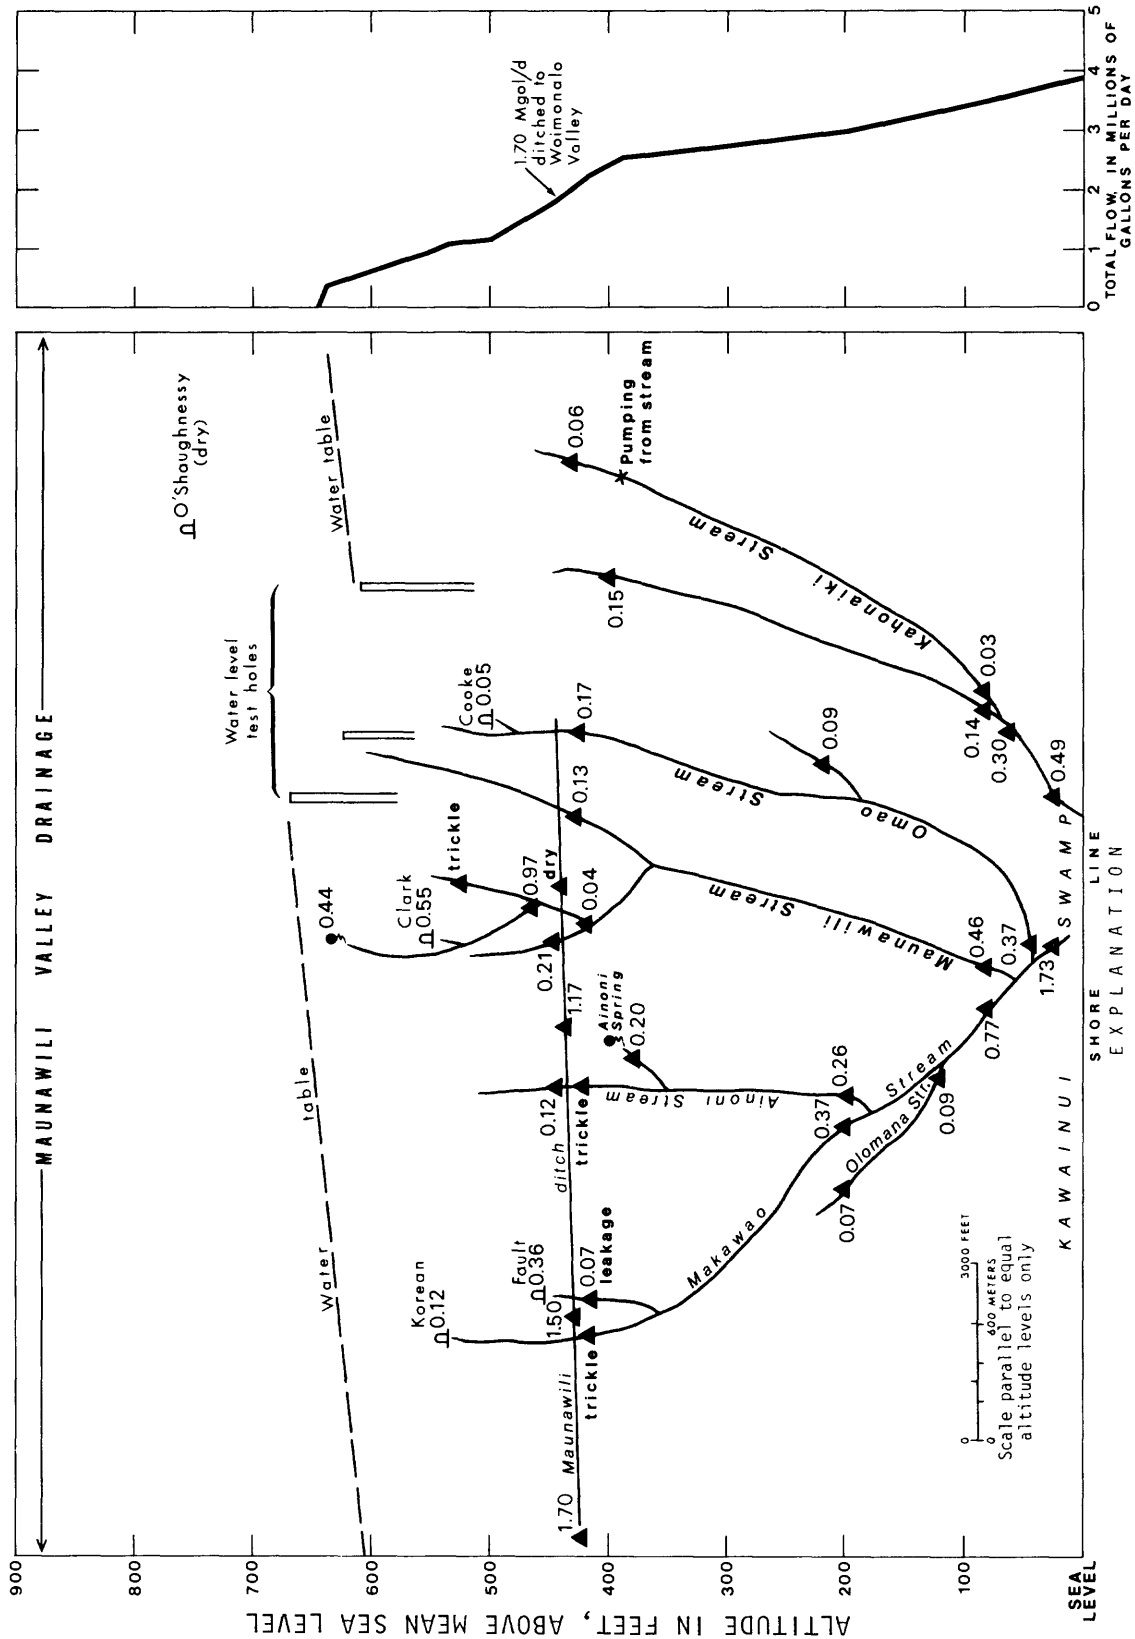 MAUNAWILI VALLEY DRAINAGE
ALTITUDE IN FEET, ABOVE MEAN SEA LEVEL
900
800
700
600
500
400
300
200
100
SEA
LEVEL
Water table
Water level
test holes
Water table
O'Shaughnessy
(dry)
Korean
0.12
Fault
0.36
0.07
leakage
1.50
trickle
1.70
Maunawili
ditch
0.12
trickle
1.17
Ainoni
Spring
0.20
Ainoni Stream
0.26
0.37
Makawao Stream
Olomana Str.
0.07
0.09
0.77
0.44
Clark
0.55
trickle
0.97
dry
0.21
0.04
0.13
Maunawili Stream
0.46
0.37
1.73
Cooke
0.05
0.17
Omao Stream
0.09
0.15
0.14
0.30
0.49
0.03
Kahanaiki Stream
0.06
Pumping
from stream
KAWAINUI SWAMP
SHORE LINE
EXPLANATION
0 3000 FEET
0 600 METERS
Scale parallel to equal
altitude levels only
1.70 Mgal/d
ditched to
Waimanalo
Valley
0
1
2
3
4
5
TOTAL FLOW, IN MILLIONS OF
GALLONS PER DAY